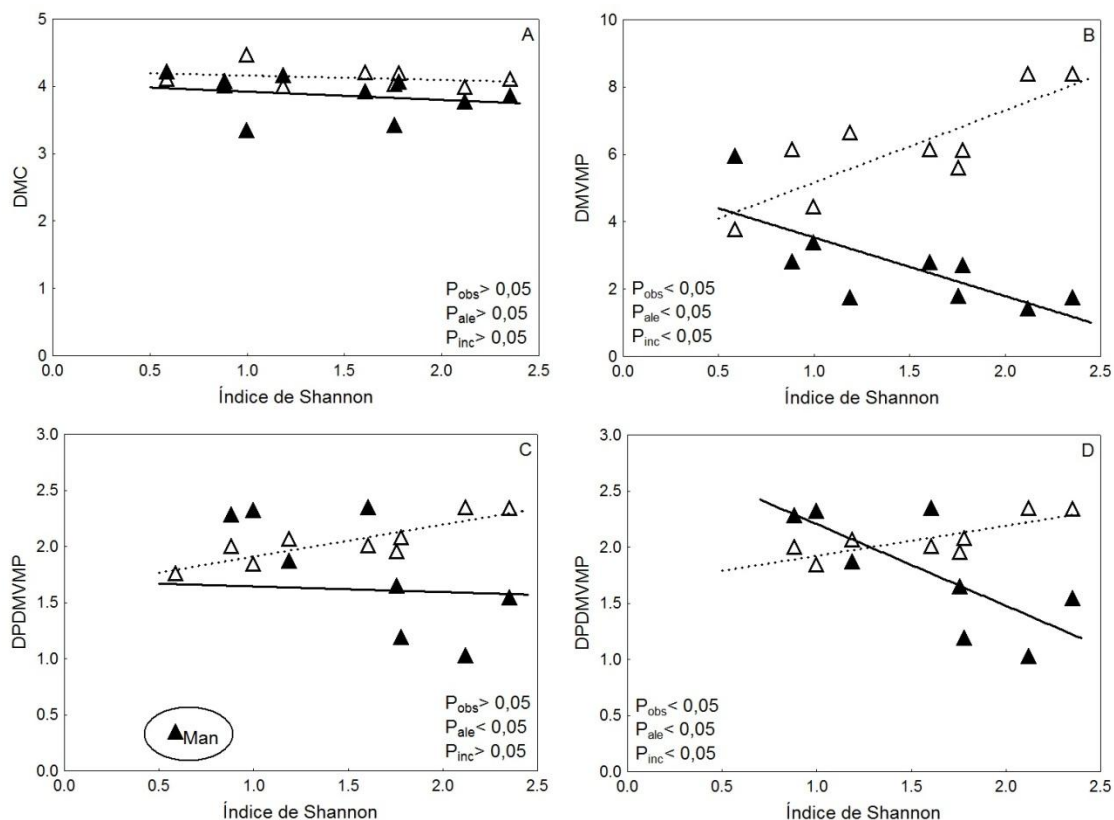 A
5
4
3
2
1
0
DMC
0.0 0.5 1.0 1.5 2.0 2.5
Índice de Shannon
Pobs> 0,05
Pale> 0,05
Pinc> 0,05
B
10
8
6
4
2
0
DMVMP
0.0 0.5 1.0 1.5 2.0 2.5
Índice de Shannon
Pobs< 0,05
Pale< 0,05
Pinc< 0,05
C
3.0
2.5
2.0
1.5
1.0
0.5
0.0
DPDMVMP
0.0 0.5 1.0 1.5 2.0 2.5
Índice de Shannon
Man
Pobs> 0,05
Pale< 0,05
Pinc> 0,05
D
3.0
2.5
2.0
1.5
1.0
0.5
0.0
DPDMVMP
0.0 0.5 1.0 1.5 2.0 2.5
Índice de Shannon
Pobs< 0,05
Pale< 0,05
Pinc< 0,05